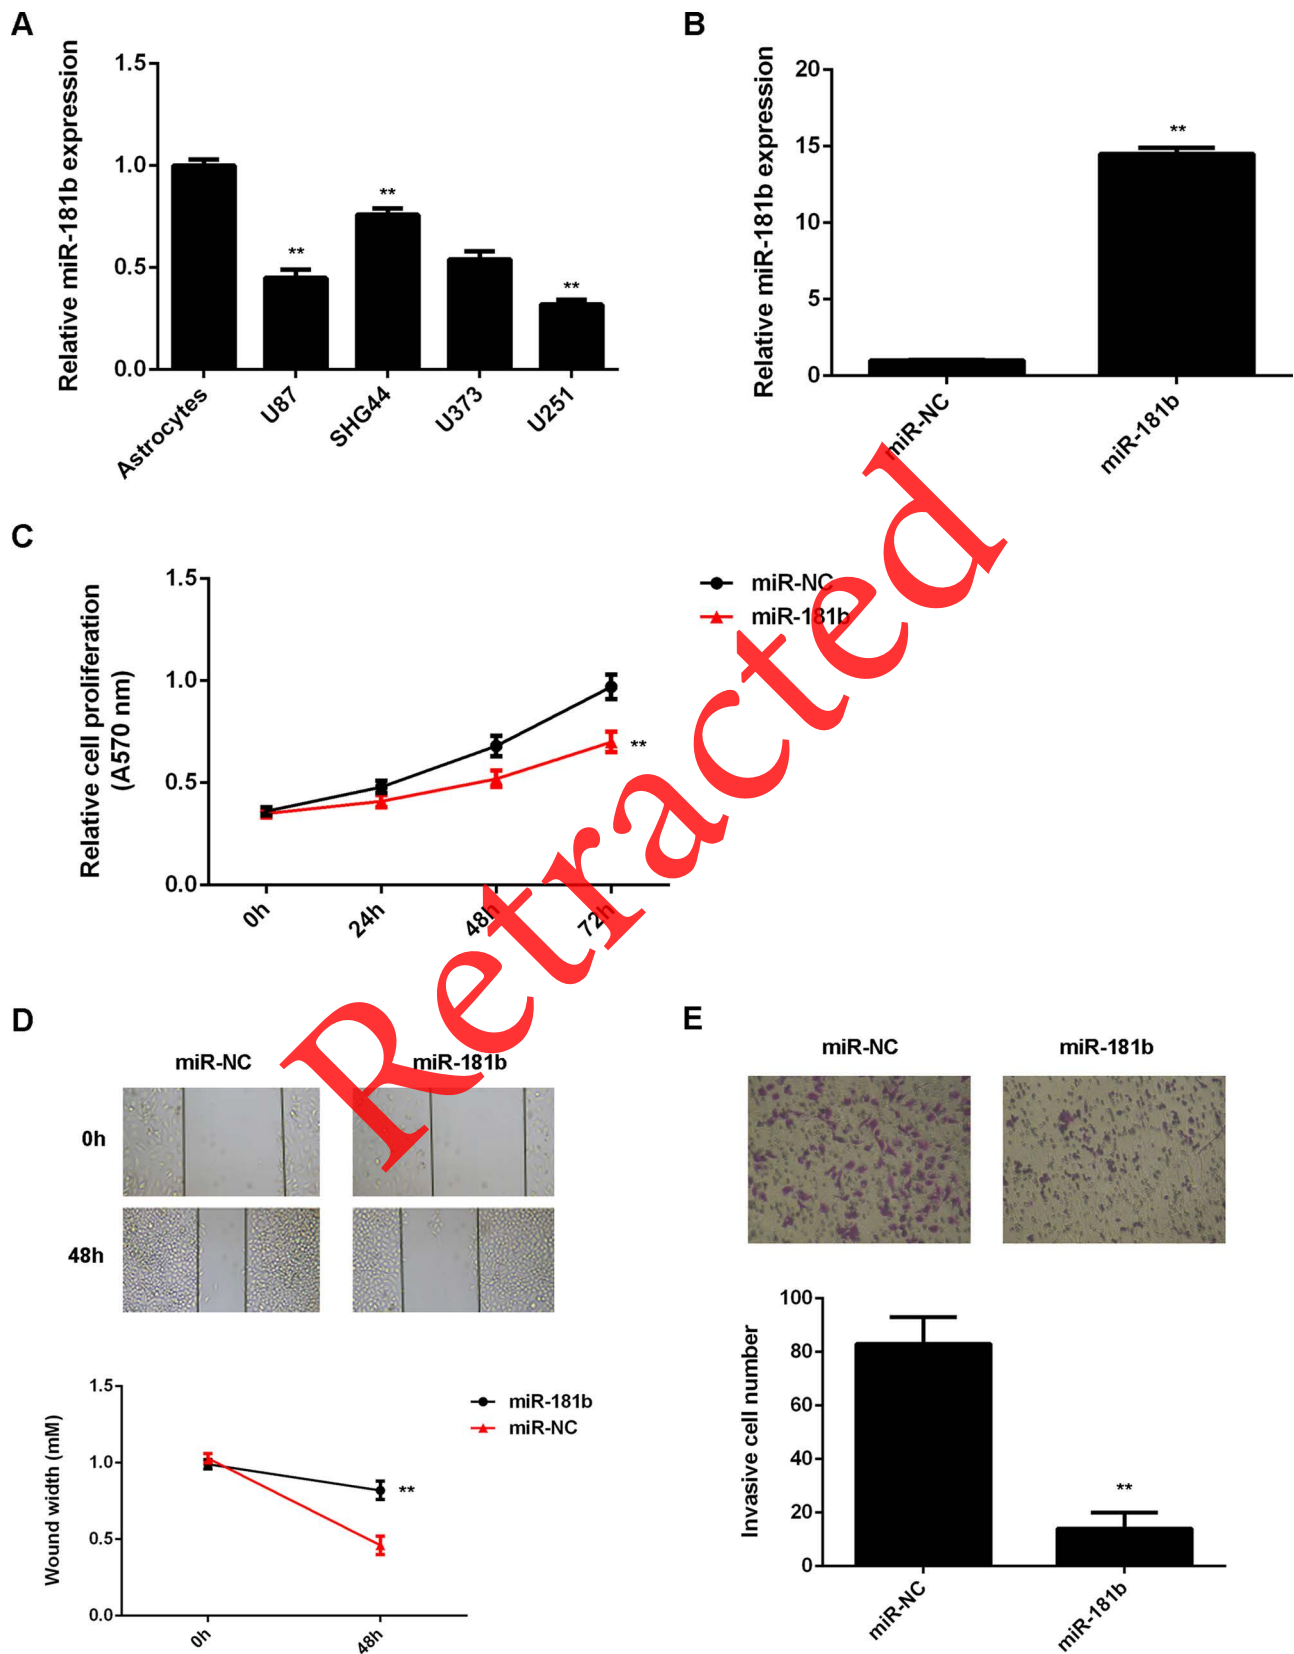 A
Relative miR-181b expression
1.5
1.0
0.5
0.0
**
**
**
Astrocytes
U87
SHG44
U373
U251
B
Relative miR-181b expression
20
15
10
5
0
**
miR-NC
miR-181b
C
Relative cell proliferation
(A570 nm)
1.5
1.0
0.5
0.0
**
0h
24h
48h
72h
miR-NC
miR-181b
Retracted
D
miR-NC
miR-181b
0h
48h
Wound width (mM)
1.5
1.0
0.5
0.0
**
0h
48h
miR-181b
miR-NC
E
miR-NC
miR-181b
Invasive cell number
100
80
60
40
20
0
**
miR-NC
miR-181b